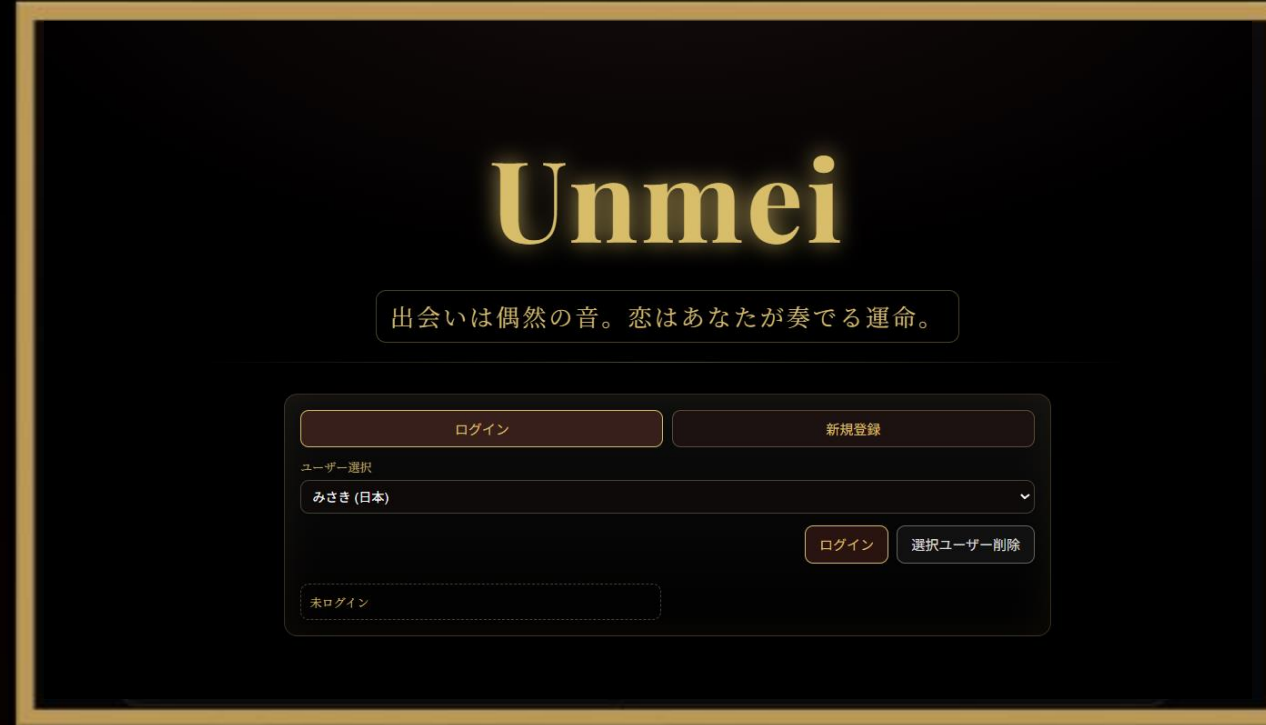 Unmei
出会いは偶然の音。恋はあなたが奏でる運命。
ログイン 新規登録
ユーザー選択
みさき (日本)
ログイン 選択ユーザー削除
未ログイン